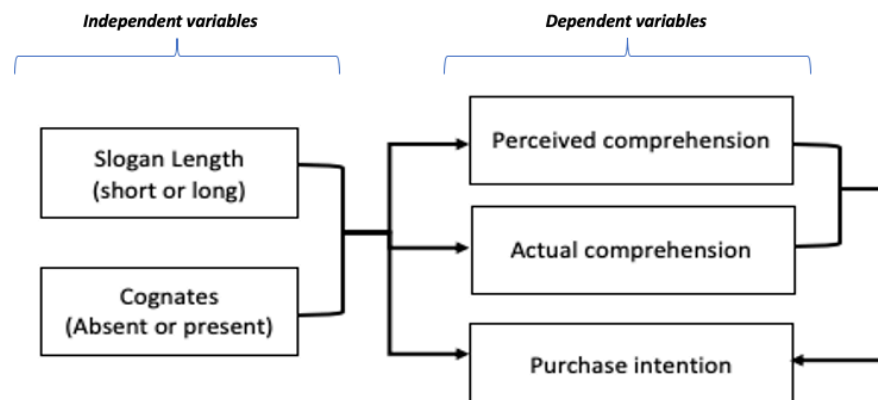 Independent variables
Dependent variables
Slogan Length
(short or long)
Cognates
(Absent or present)
Perceived comprehension
Actual comprehension
Purchase intention